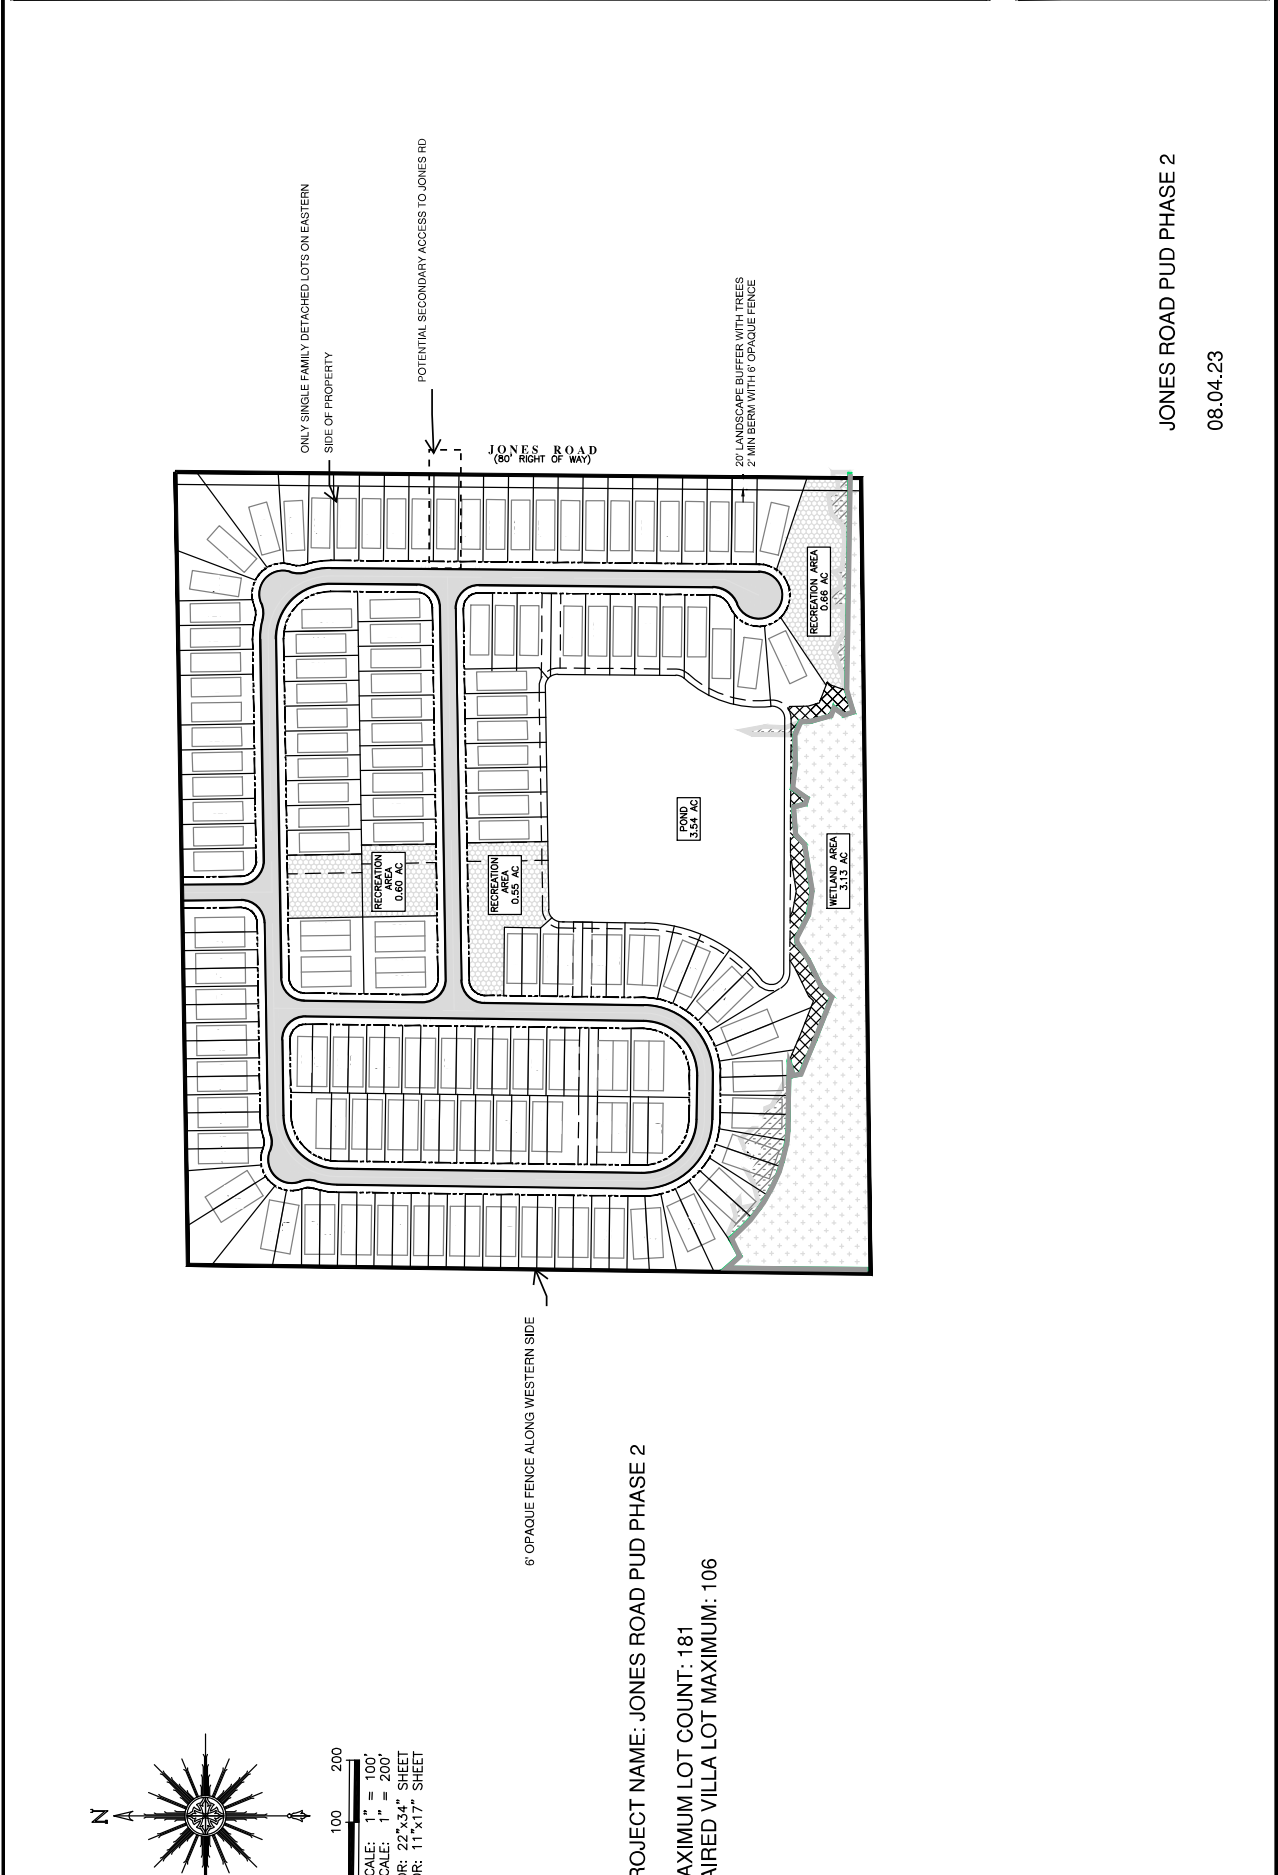 ONLY SINGLE FAMILY DETACHED LOTS ON EASTERN
SIDE OF PROPERTY
POTENTIAL SECONDARY ACCESS TO JONES RD
JONES ROAD
(80' RIGHT OF WAY)
20' LANDSCAPE BUFFER WITH TREES
2' MIN BERM WITH 6' OPAQUE FENCE
RECREATION AREA
0.66 AC
RECREATION
AREA
0.60 AC
RECREATION
AREA
0.55 AC
POND
3.54 AC
WETLAND AREA
3.13 AC
6' OPAQUE FENCE ALONG WESTERN SIDE
N
100
200
CALE: 1" = 100'
CALE: 1" = 200'
OR: 22"x34" SHEET
OR: 11"x17" SHEET
ROJECT NAME: JONES ROAD PUD PHASE 2
AXIMUM LOT COUNT: 181
AIRED VILLA LOT MAXIMUM: 106
JONES ROAD PUD PHASE 2
08.04.23